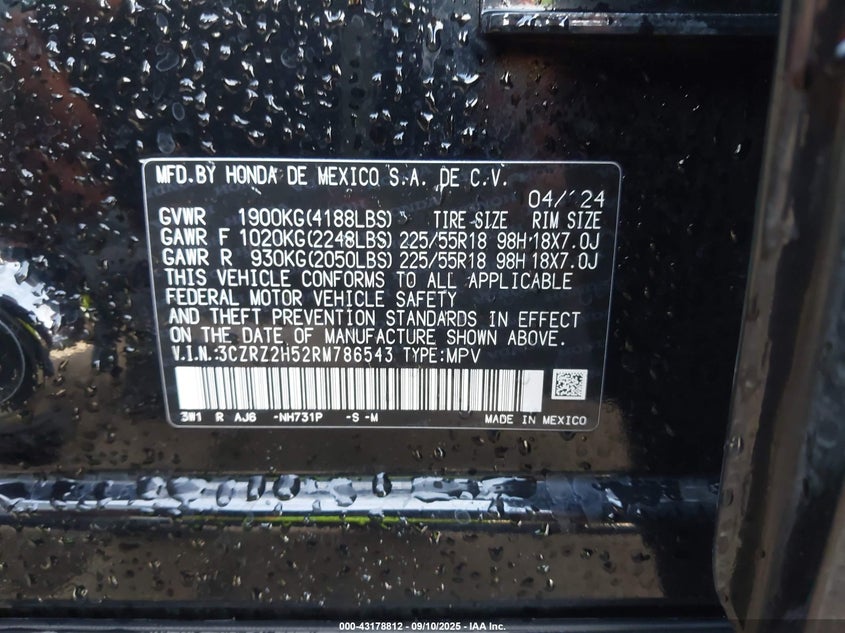 MFD.BY HONDA DE MEXICO S.A. DE C.V.
04/'24
GVWR 1900KG(4188LBS) TIRE SIZE RIM SIZE
GAWR F 1020KG(2248LBS) 225/55R18 98H 18X7.0J
GAWR R 930KG(2050LBS) 225/55R18 98H 18X7.0J
THIS VEHICLE CONFORMS TO ALL APPLICABLE
FEDERAL MOTOR VEHICLE SAFETY
AND THEFT PREVENTION STANDARDS IN EFFECT
ON THE DATE OF MANUFACTURE SHOWN ABOVE.
V.I.N.:3CZRZ2H52RM786543 TYPE:MPV
3W1 R AJ6 -NH731P -S -M MADE IN MEXICO
000-43178812 - 09/10/2025 - IAA Inc.